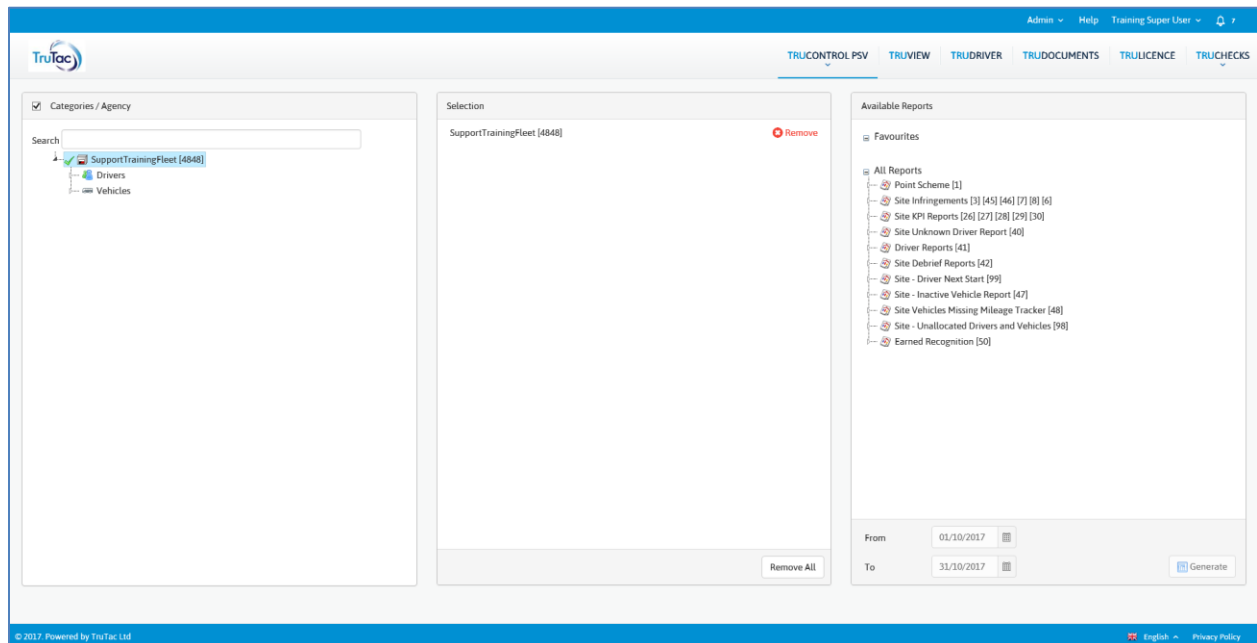 Admin Help Training Super User 7
TruTac
TRUCONTROL PSV TRUVIEW TRUDRIVER TRUDOCUMENTS TRULICENCE TRUCHECKS
Categories / Agency
Search
SupportTrainingFleet [4848]
Drivers
Vehicles
Selection
SupportTrainingFleet [4848] Remove
Remove All
Available Reports
Favourites
All Reports
Point Scheme [1]
Site Infringements [3] [45] [46] [7] [8] [6]
Site KPI Reports [26] [27] [28] [29] [30]
Site Unknown Driver Report [40]
Driver Reports [41]
Site Debrief Reports [42]
Site - Driver Next Start [99]
Site - Inactive Vehicle Report [47]
Site Vehicles Missing Mileage Tracker [48]
Site - Unallocated Drivers and Vehicles [98]
Earned Recognition [50]
From 01/10/2017
To 31/10/2017 Generate
© 2017. Powered by TruTac Ltd English Privacy Policy